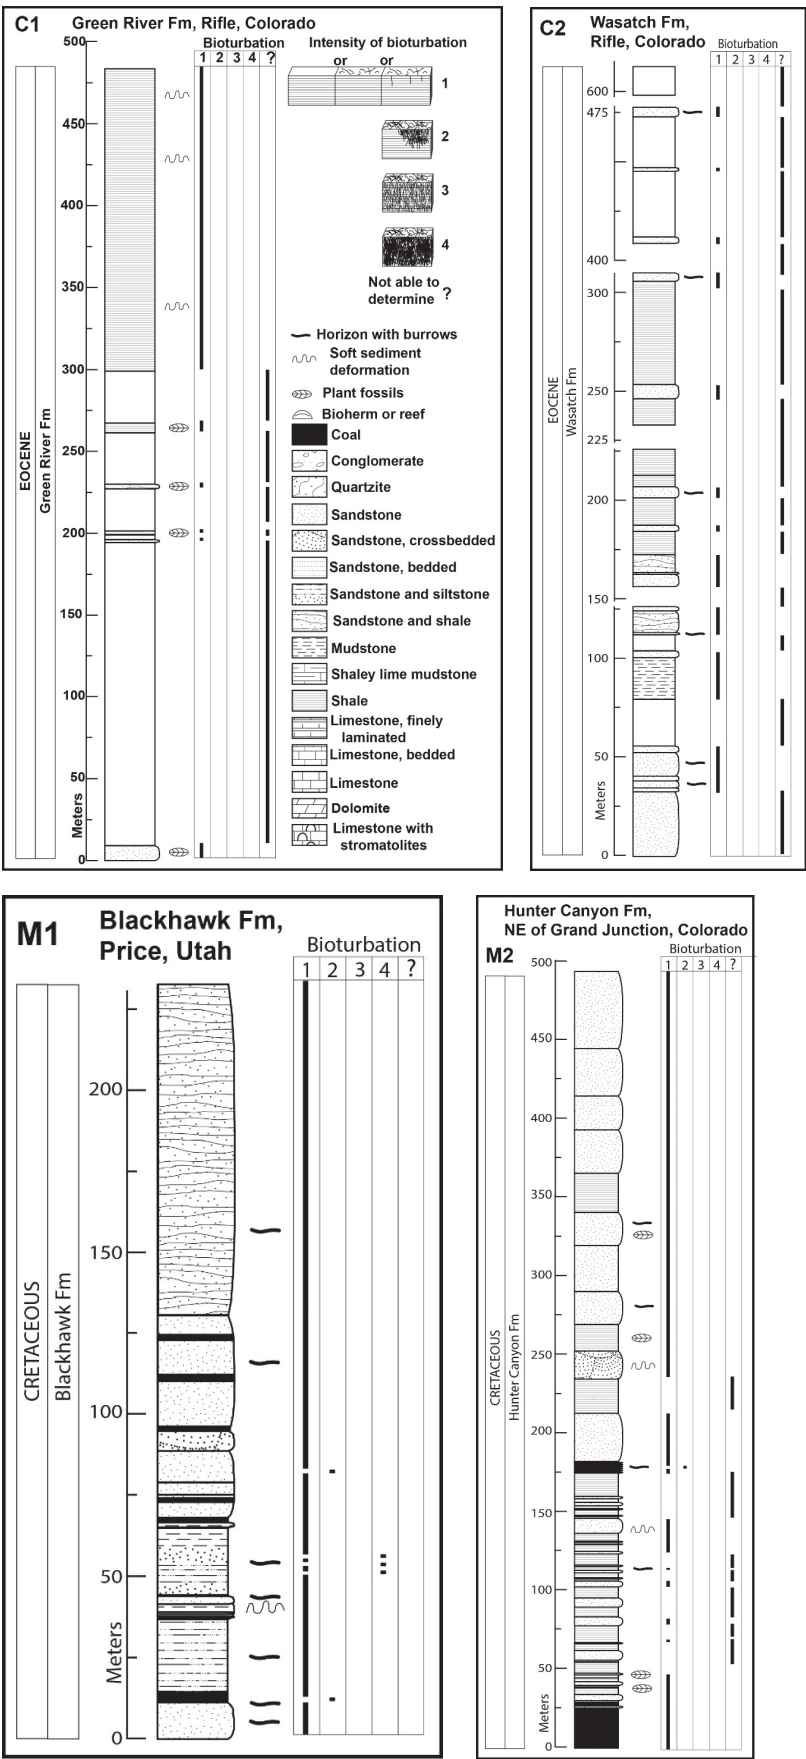 C1
Green River Fm, Rifle, Colorado
Bioturbation
1 2 3 4 ?
500
450
400
350
300
250
200
150
100
50
0
Meters
EOCENE
Green River Fm
Intensity of bioturbation
or or
1
2
3
4
Not able to
determine ?
Horizon with burrows
Soft sediment
deformation
Plant fossils
Bioherm or reef
Coal
Conglomerate
Quartzite
Sandstone
Sandstone, crossbedded
Sandstone, bedded
Sandstone and siltstone
Sandstone and shale
Mudstone
Shaley lime mudstone
Shale
Limestone, finely
laminated
Limestone, bedded
Limestone
Dolomite
Limestone with
stromatolites
C2
Wasatch Fm,
Rifle, Colorado
Bioturbation
1 2 3 4 ?
600
475
400
300
250
225
200
150
100
50
0
Meters
EOCENE
Wasatch Fm
M1
Blackhawk Fm,
Price, Utah
Bioturbation
1 2 3 4 ?
200
150
100
50
0
Meters
CRETACEOUS
Blackhawk Fm
Hunter Canyon Fm,
NE of Grand Junction, Colorado
M2
Bioturbation
1 2 3 4 ?
500
450
400
350
300
250
200
150
100
50
0
Meters
CRETACEOUS
Hunter Canyon Fm